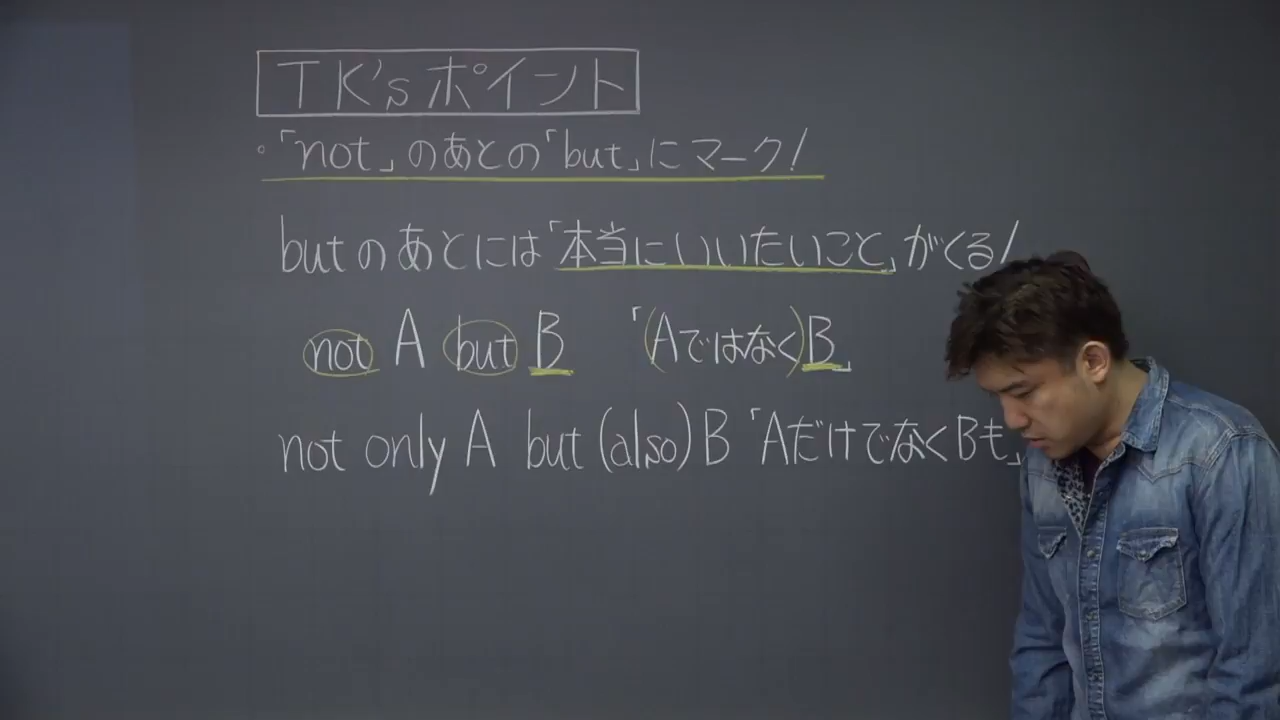 TK'sポイント
。「not」のあとの「but」にマーク!
butのあとには「本当にいいたいこと」がくる!
not A but B 「(Aではなく)B」
not only A but (also) B 「AだけでなくBも」